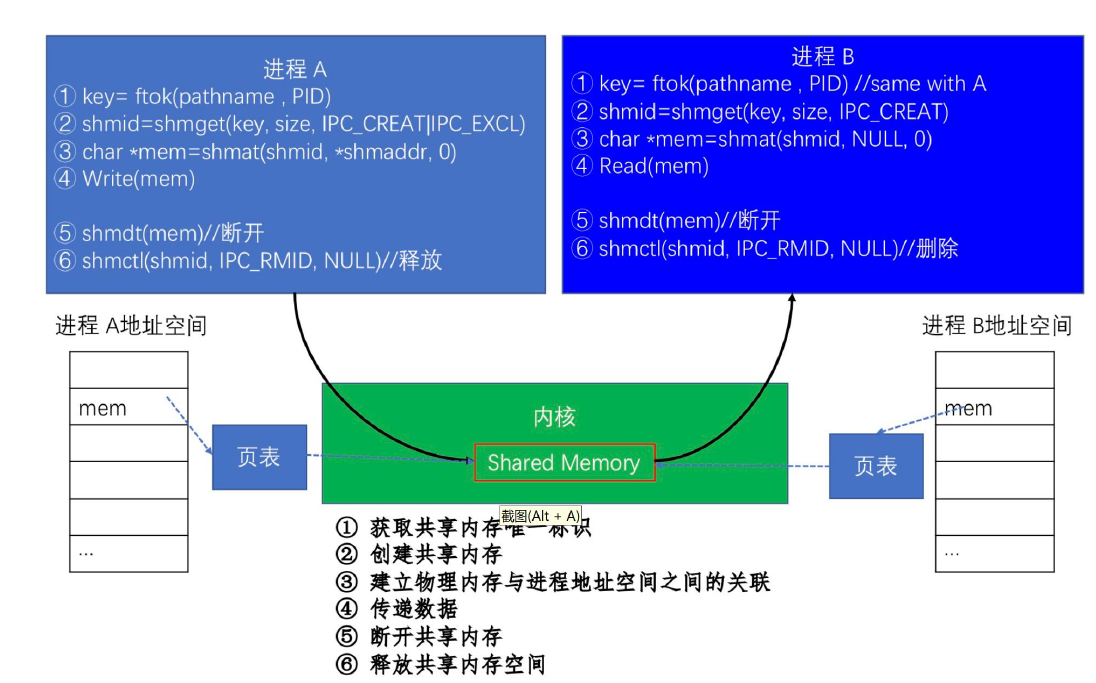 进程 A
① key= ftok(pathname , PID)
② shmid=shmget(key, size, IPC_CREAT|IPC_EXCL)
③ char *mem=shmat(shmid, *shmaddr, 0)
④ Write(mem)
⑤ shmdt(mem)//断开
⑥ shmctl(shmid, IPC_RMID, NULL)//释放
进程 B
① key= ftok(pathname , PID) //same with A
② shmid=shmget(key, size, IPC_CREAT)
③ char *mem=shmat(shmid, NULL, 0)
④ Read(mem)
⑤ shmdt(mem)//断开
⑥ shmctl(shmid, IPC_RMID, NULL)//删除
进程 A地址空间
mem
...
页表
内核
Shared Memory
进程 B地址空间
mem
...
页表
截图(Alt + A)
① 获取共享内存唯一标识
② 创建共享内存
③ 建立物理内存与进程地址空间之间的关联
④ 传递数据
⑤ 断开共享内存
⑥ 释放共享内存空间